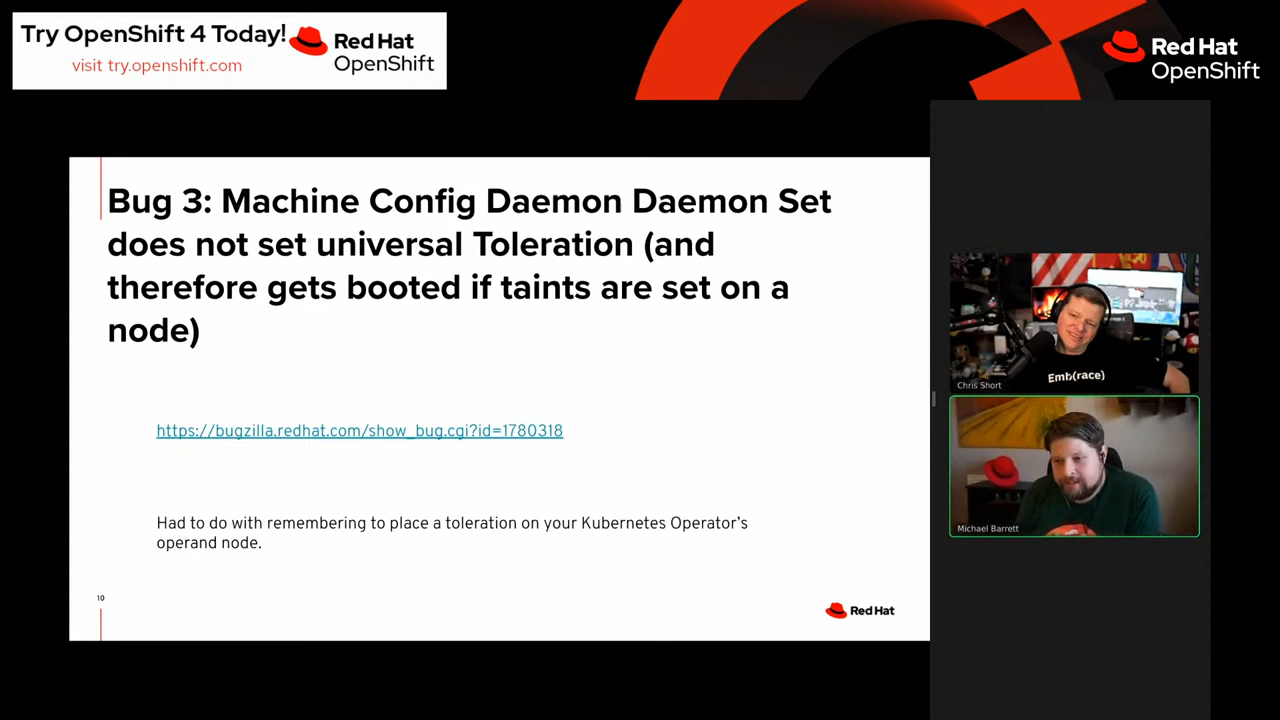 Try OpenShift 4 Today!
visit try.openshift.com
Red Hat
OpenShift
Red Hat
OpenShift
Bug 3: Machine Config Daemon Daemon Set
does not set universal Toleration (and
therefore gets booted if taints are set on a
node)
https://bugzilla.redhat.com/show_bug.cgi?id=1780318
Had to do with remembering to place a toleration on your Kubernetes Operator's
operand node.
10
Red Hat
Emb(race)
Chris Short
Michael Barrett